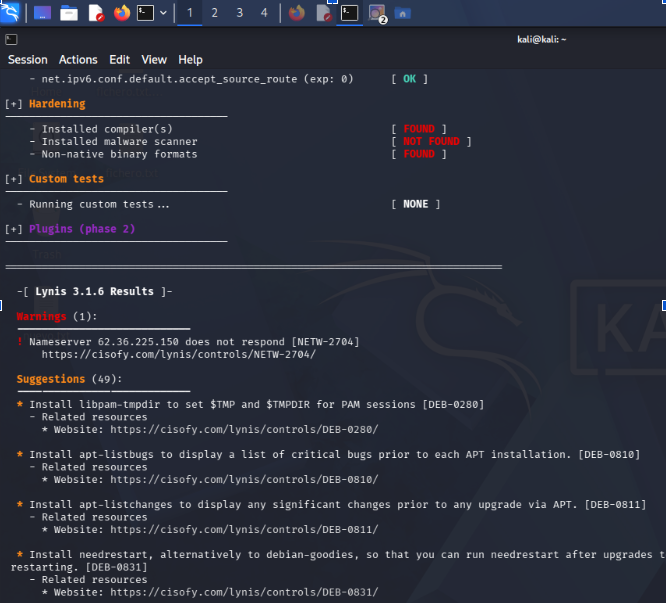 1 2 3 4 2
kali@kali: ~
Session Actions Edit View Help
- net.ipv6.conf.default.accept_source_route (exp: 0) [ OK ]
[+] Hardening
------------------------------------
- Installed compiler(s) [ FOUND ]
- Installed malware scanner [ NOT FOUND ]
- Non-native binary formats [ FOUND ]
[+] Custom tests
------------------------------------
- Running custom tests... [ NONE ]
[+] Plugins (phase 2)
------------------------------------
================================================================================
-[ Lynis 3.1.6 Results ]-
Warnings (1):
----------------------------
! Nameserver 62.36.225.150 does not respond [NETW-2704]
https://cisofy.com/lynis/controls/NETW-2704/
Suggestions (49):
----------------------------
* Install libpam-tmpdir to set $TMP and $TMPDIR for PAM sessions [DEB-0280]
- Related resources
* Website: https://cisofy.com/lynis/controls/DEB-0280/
* Install apt-listbugs to display a list of critical bugs prior to each APT installation. [DEB-0810]
- Related resources
* Website: https://cisofy.com/lynis/controls/DEB-0810/
* Install apt-listchanges to display any significant changes prior to any upgrade via APT. [DEB-0811]
- Related resources
* Website: https://cisofy.com/lynis/controls/DEB-0811/
* Install needrestart, alternatively to debian-goodies, so that you can run needrestart after upgrades t
restarting. [DEB-0831]
- Related resources
* Website: https://cisofy.com/lynis/controls/DEB-0831/